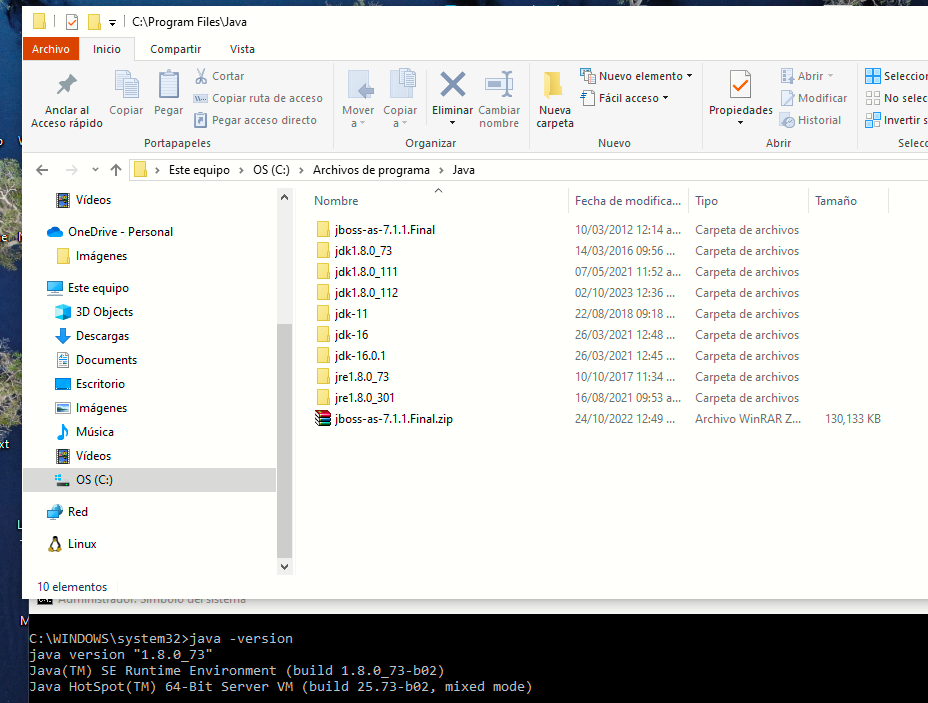 C:\Program Files\Java
Archivo Inicio Compartir Vista
Anclar al Acceso rápido
Copiar
Pegar
Cortar
Copiar ruta de acceso
Pegar acceso directo
Portapapeles
Mover a
Copiar a
Eliminar
Cambiar nombre
Organizar
Nueva carpeta
Nuevo elemento
Fácil acceso
Nuevo
Propiedades
Abrir
Modificar
Historial
Abrir
Seleccion
No selec
Invertir s
Selecc
Este equipo > OS (C:) > Archivos de programa > Java
Vídeos
OneDrive - Personal
Imágenes
Este equipo
3D Objects
Descargas
Documents
Escritorio
Imágenes
Música
Vídeos
OS (C:)
Red
Linux
Nombre Fecha de modifica... Tipo Tamaño
jboss-as-7.1.1.Final 10/03/2012 12:14 a... Carpeta de archivos
jdk1.8.0_73 14/03/2016 09:56 ... Carpeta de archivos
jdk1.8.0_111 07/05/2021 11:52 a... Carpeta de archivos
jdk1.8.0_112 02/10/2023 12:36 ... Carpeta de archivos
jdk-11 22/08/2018 09:18 ... Carpeta de archivos
jdk-16 26/03/2021 12:48 ... Carpeta de archivos
jdk-16.0.1 26/03/2021 12:45 ... Carpeta de archivos
jre1.8.0_73 10/10/2017 11:34 ... Carpeta de archivos
jre1.8.0_301 16/08/2021 09:53 a... Carpeta de archivos
jboss-as-7.1.1.Final.zip 24/10/2022 12:49 ... Archivo WinRAR Z... 130,133 KB
10 elementos
Administrador: Símbolo del sistema
C:\WINDOWS\system32>java -version
java version "1.8.0_73"
Java(TM) SE Runtime Environment (build 1.8.0_73-b02)
Java HotSpot(TM) 64-Bit Server VM (build 25.73-b02, mixed mode)